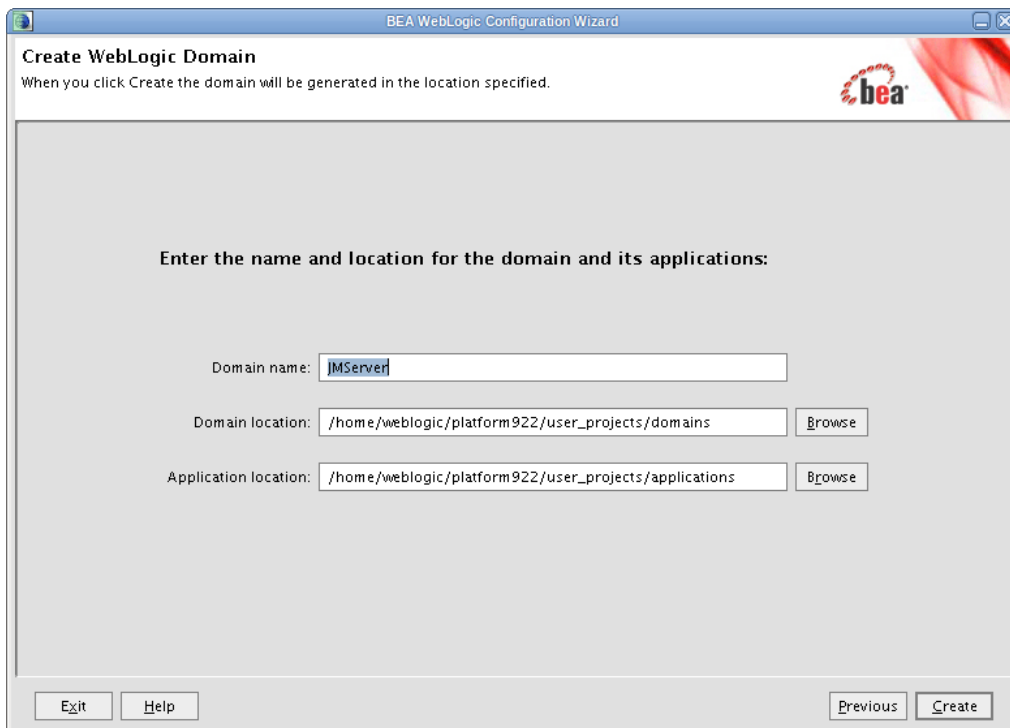 BEA WebLogic Configuration Wizard
Create WebLogic Domain
When you click Create the domain will be generated in the location specified.
bea
Enter the name and location for the domain and its applications:
Domain name: JMServer
Domain location: /home/weblogic/platform922/user_projects/domains Browse
Application location: /home/weblogic/platform922/user_projects/applications Browse
Exit Help Previous Create